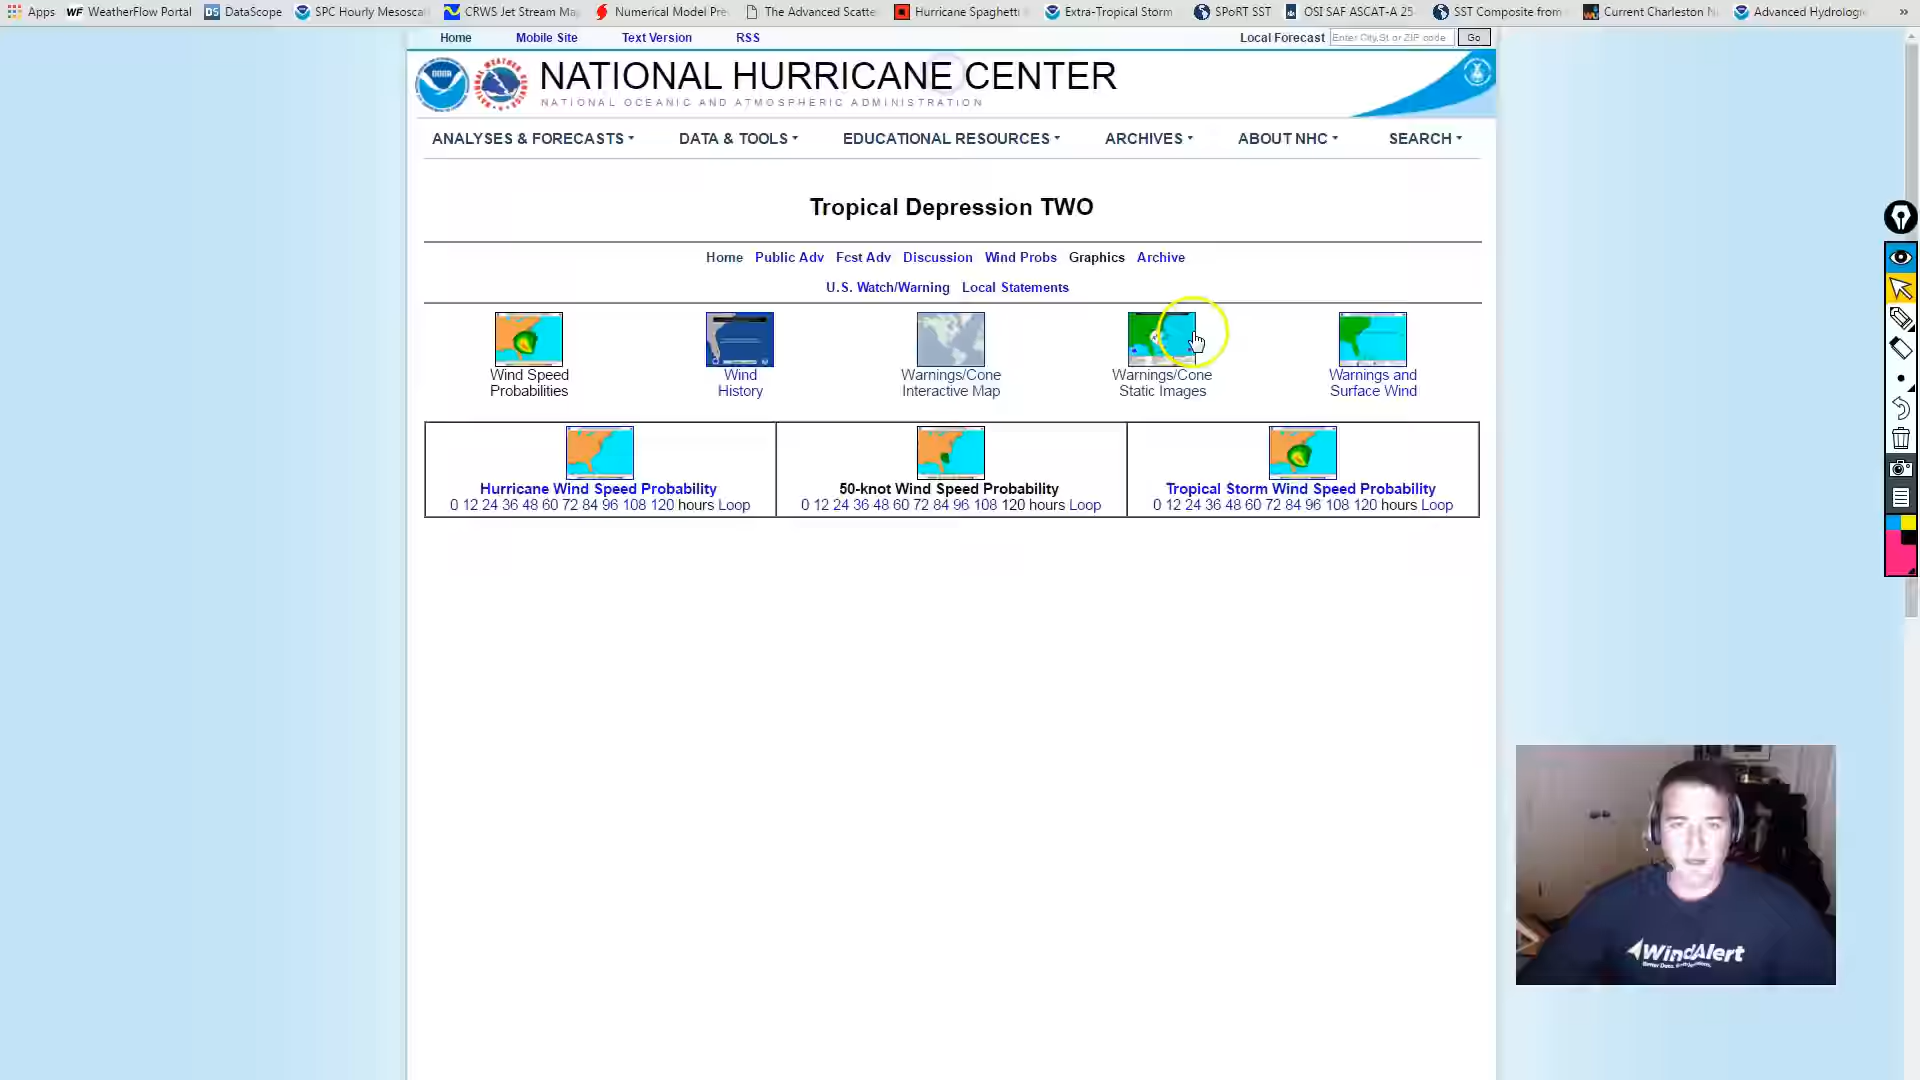 Apps WeatherFlow Portal DataScope SPC Hourly Mesosca CRWS Jet Stream Ma Numerical Model Pre The Advanced Scatte Hurricane Spaghetti Extra-Tropical Storm SPoRT SST OSI SAF ASCAT-A 25 SST Composite from Current Charleston N Advanced Hydrologi »
Home Mobile Site Text Version RSS Local Forecast Enter City,St or ZIP code Go
NATIONAL HURRICANE CENTER
NATIONAL OCEANIC AND ATMOSPHERIC ADMINISTRATION
ANALYSES & FORECASTS DATA & TOOLS EDUCATIONAL RESOURCES ARCHIVES ABOUT NHC SEARCH
Tropical Depression TWO
Home Public Adv Fcst Adv Discussion Wind Probs Graphics Archive
U.S. Watch/Warning Local Statements
Wind Speed Probabilities
Wind History
Warnings/Cone Interactive Map
Warnings/Cone Static Images
Warnings and Surface Wind
Hurricane Wind Speed Probability
0 12 24 36 48 60 72 84 96 108 120 hours Loop
50-knot Wind Speed Probability
0 12 24 36 48 60 72 84 96 108 120 hours Loop
Tropical Storm Wind Speed Probability
0 12 24 36 48 60 72 84 96 108 120 hours Loop
WindAlert